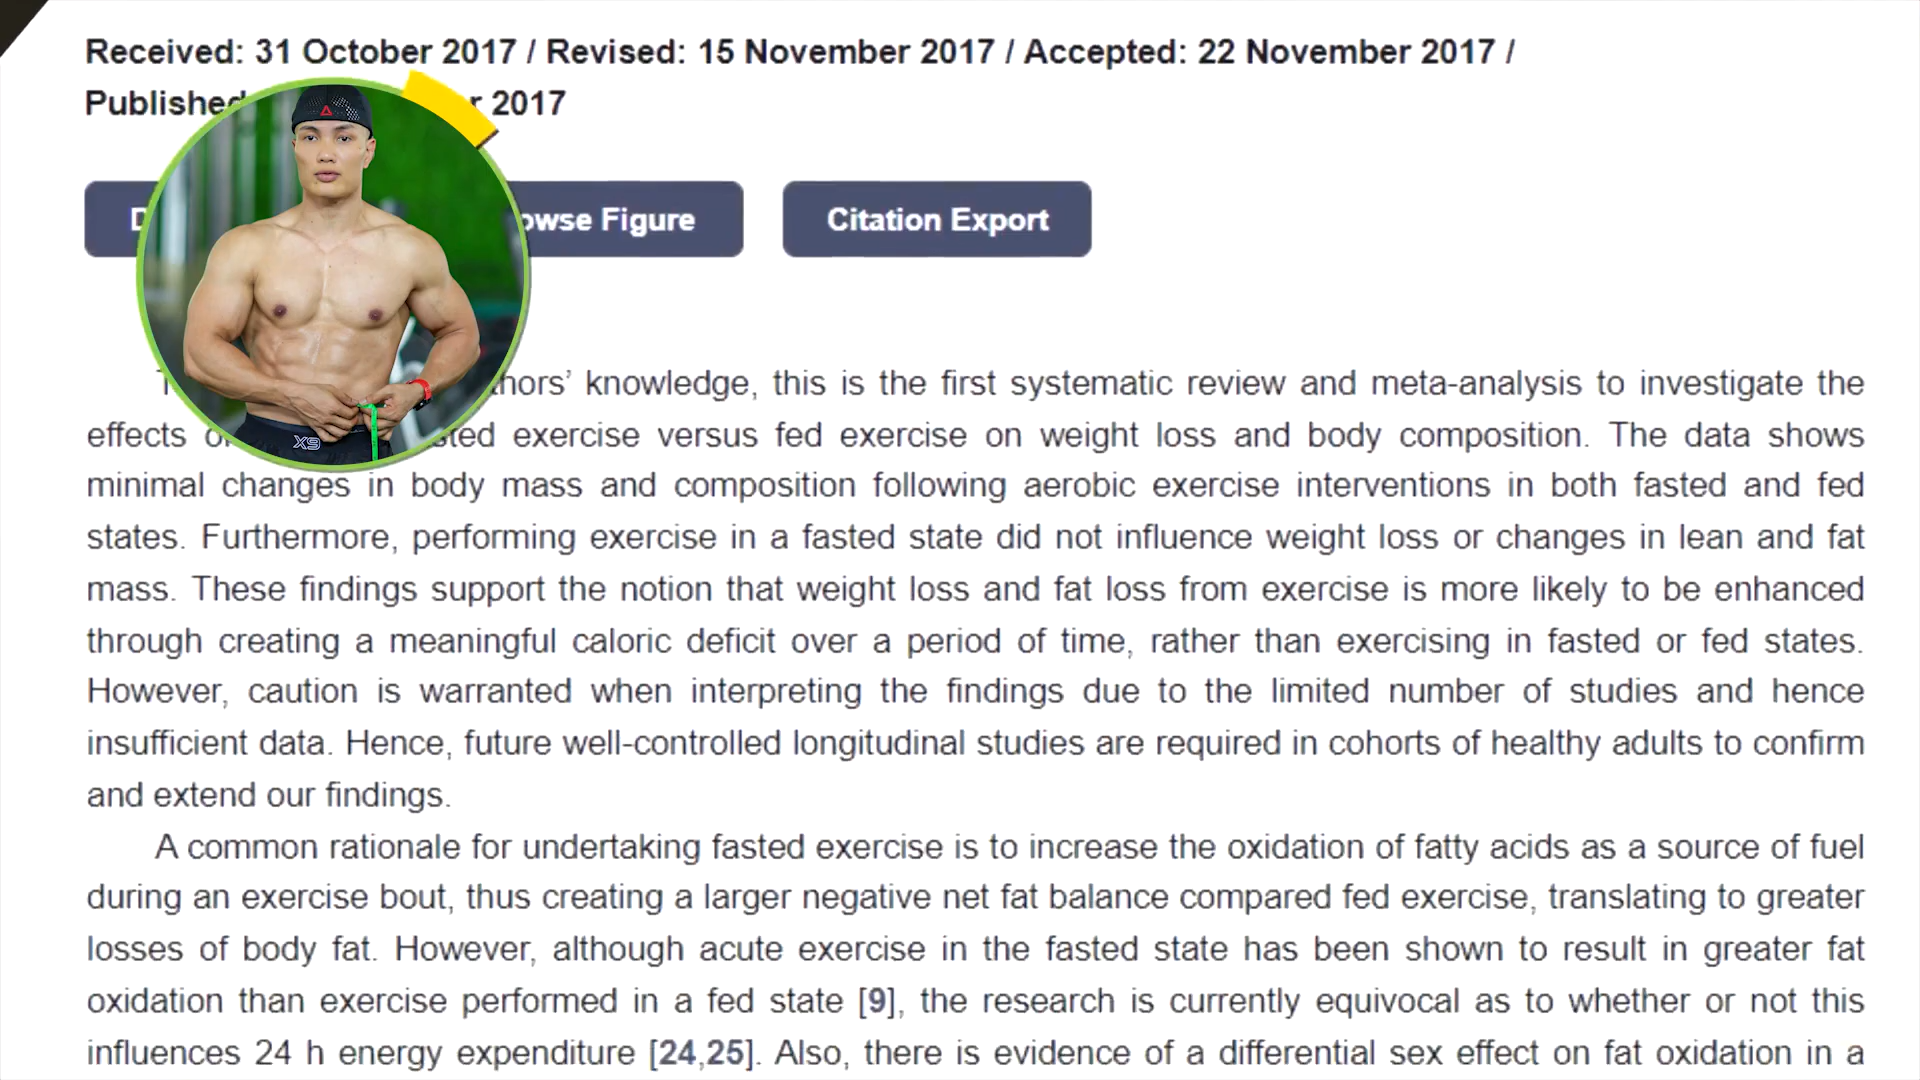 Received: 31 October 2017 / Revised: 15 November 2017 / Accepted: 22 November 2017 /
Published 2017
Browse Figure Citation Export
authors’ knowledge, this is the first systematic review and meta-analysis to investigate the
effects exercise versus fed exercise on weight loss and body composition. The data shows
minimal changes in body mass and composition following aerobic exercise interventions in both fasted and fed
states. Furthermore, performing exercise in a fasted state did not influence weight loss or changes in lean and fat
mass. These findings support the notion that weight loss and fat loss from exercise is more likely to be enhanced
through creating a meaningful caloric deficit over a period of time, rather than exercising in fasted or fed states.
However, caution is warranted when interpreting the findings due to the limited number of studies and hence
insufficient data. Hence, future well-controlled longitudinal studies are required in cohorts of healthy adults to confirm
and extend our findings.
A common rationale for undertaking fasted exercise is to increase the oxidation of fatty acids as a source of fuel
during an exercise bout, thus creating a larger negative net fat balance compared fed exercise, translating to greater
losses of body fat. However, although acute exercise in the fasted state has been shown to result in greater fat
oxidation than exercise performed in a fed state [9], the research is currently equivocal as to whether or not this
influences 24 h energy expenditure [24,25]. Also, there is evidence of a differential sex effect on fat oxidation in a
X9